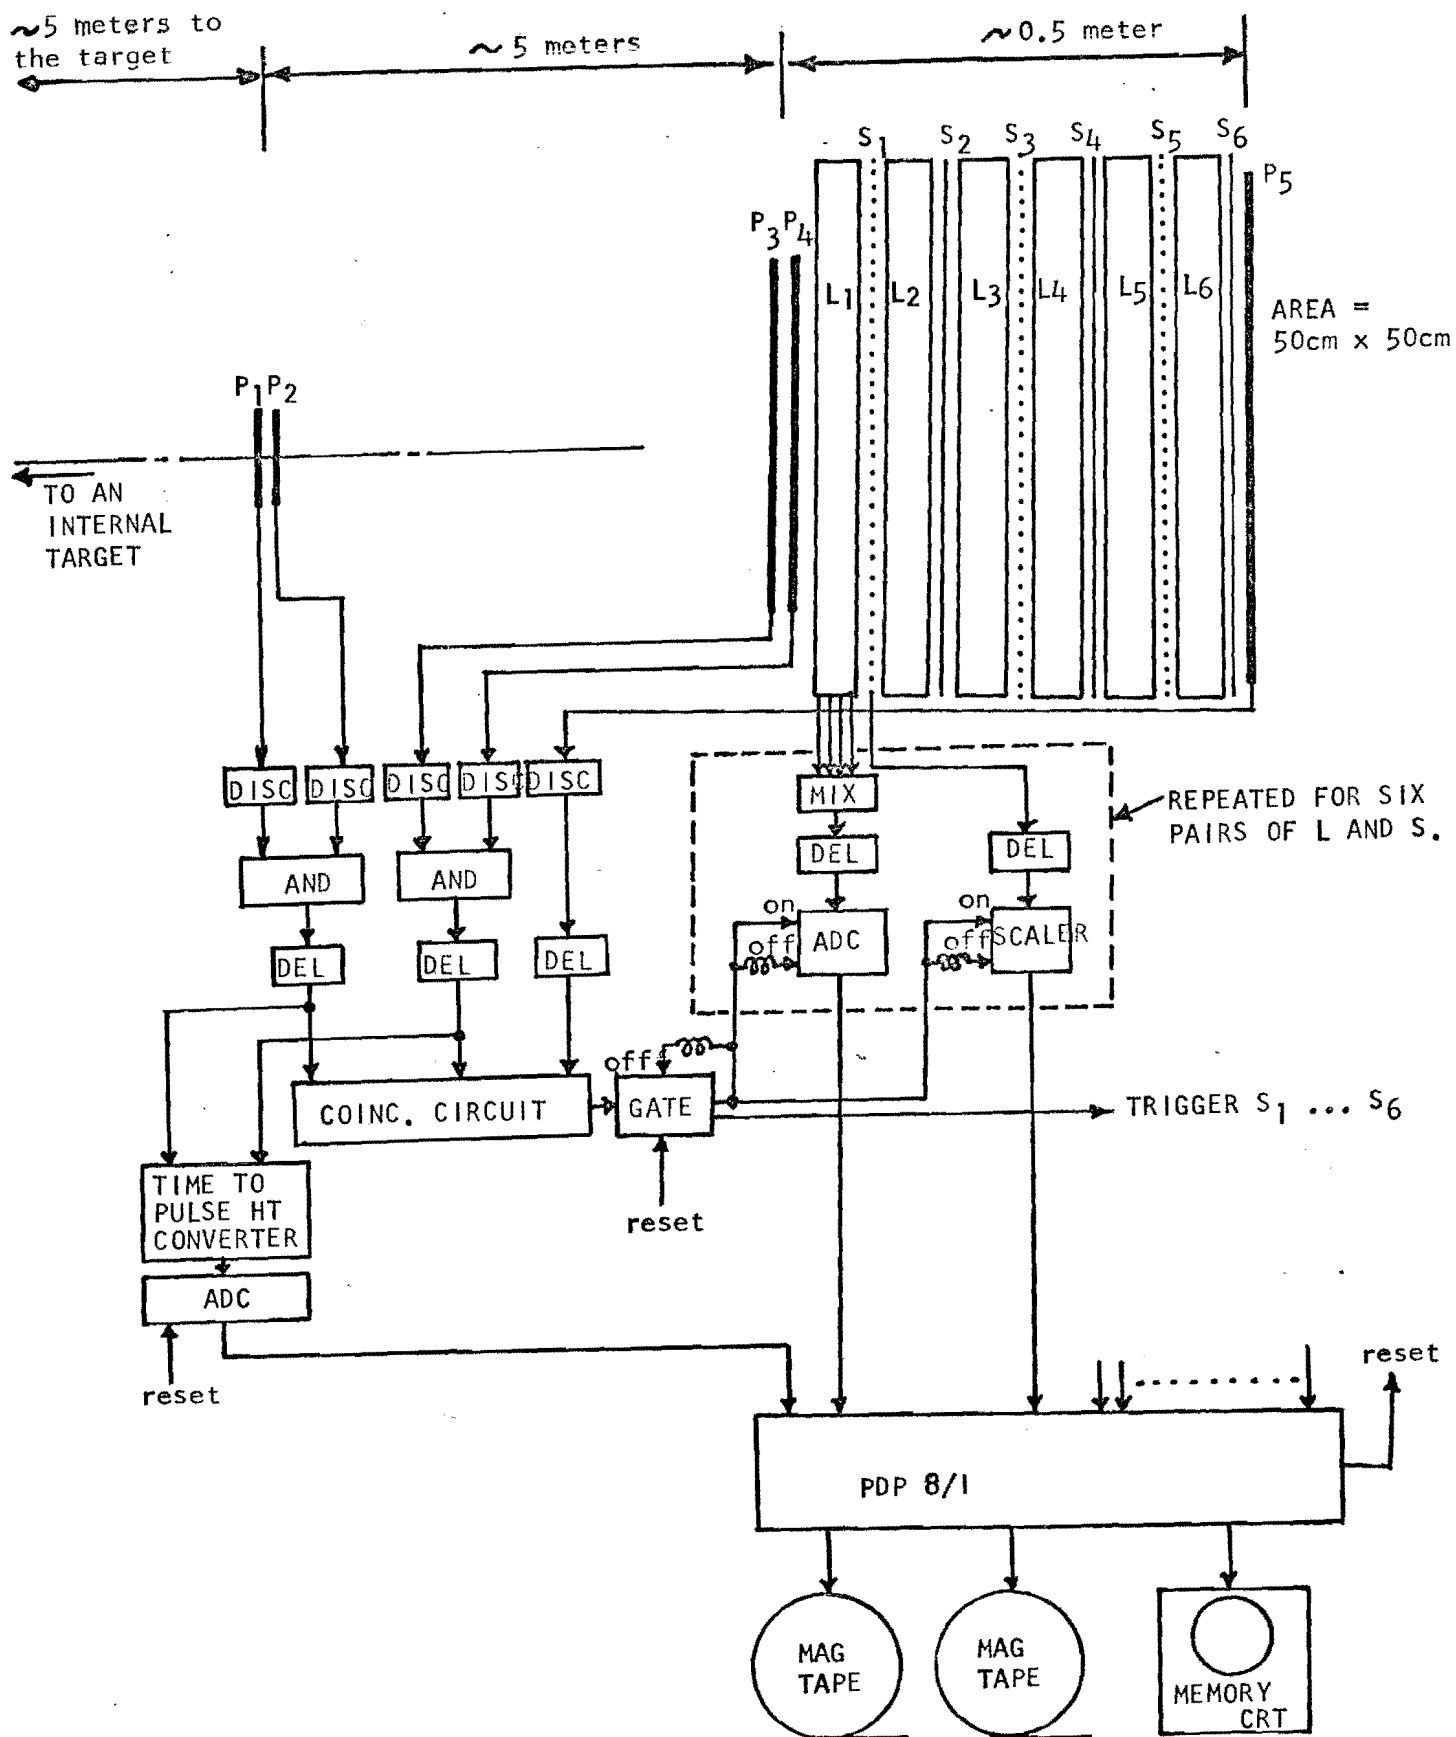 ~5 meters to
the target
~ 5 meters
~0.5 meter
S1 S2 S3 S4 S5 S6
P5
P3 P4
L1 L2 L3 L4 L5 L6
AREA =
50cm x 50cm
P1 P2
TO AN
INTERNAL
TARGET
DISC DISC DISC DISC DISC
MIX
REPEATED FOR SIX
PAIRS OF L AND S.
DEL DEL
AND AND
on on
off ADC off SCALER
DEL DEL DEL
off
COINC. CIRCUIT GATE TRIGGER S1 ... S6
TIME TO
PULSE HT
CONVERTER
reset
ADC
reset
reset
PDP 8/I
MAG
TAPE
MAG
TAPE
MEMORY
CRT